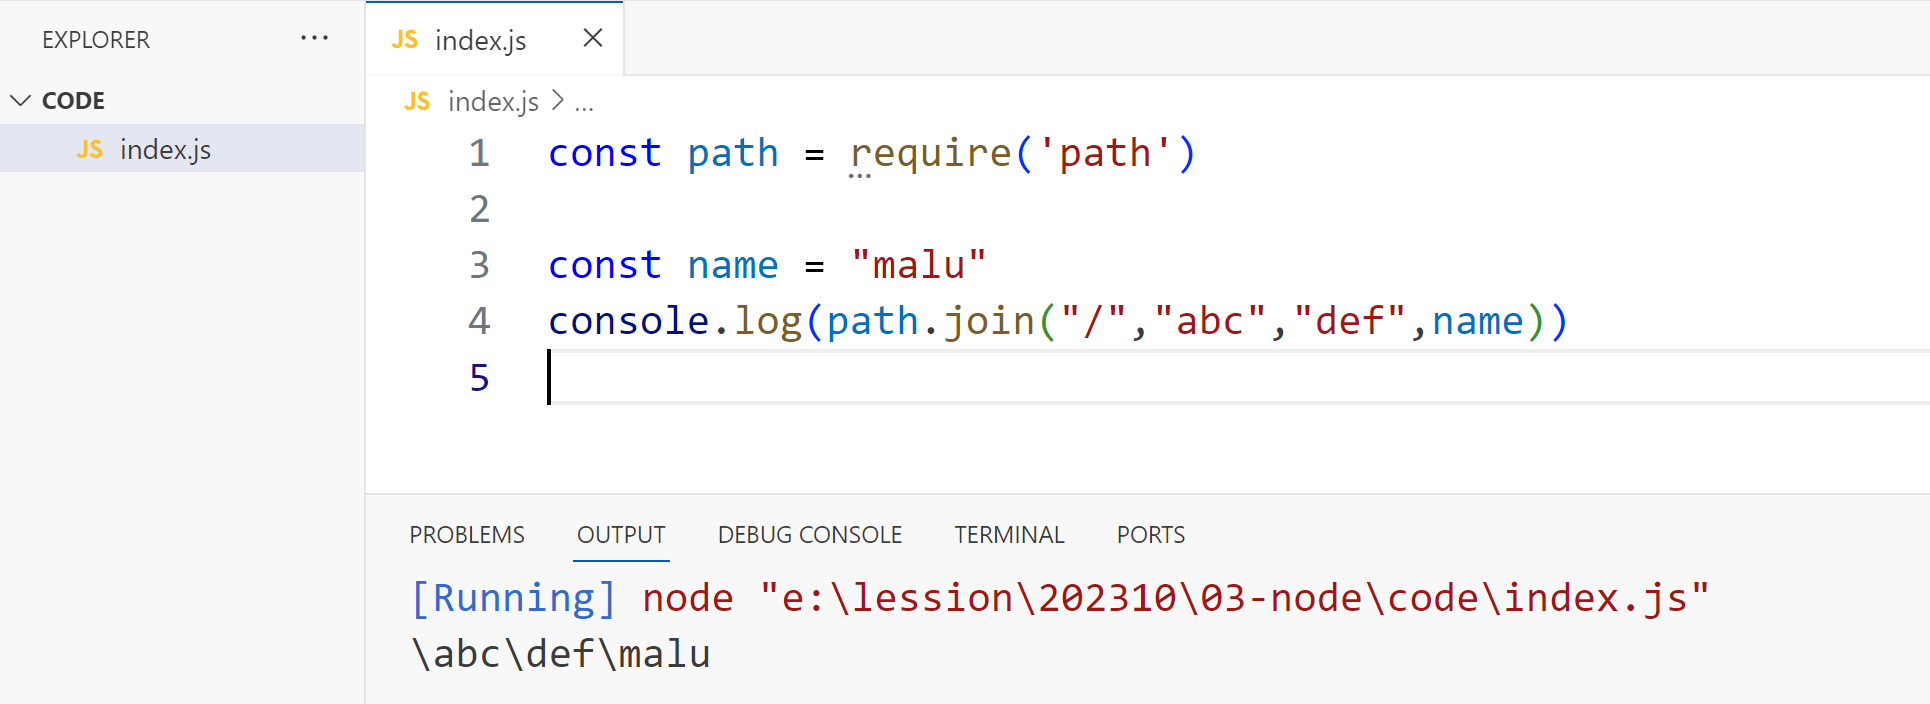 EXPLORER ...
CODE
JS index.js
JS index.js
JS index.js > ...
1 const path = require('path')
2
3 const name = "malu"
4 console.log(path.join("/","abc","def",name))
5
PROBLEMS OUTPUT DEBUG CONSOLE TERMINAL PORTS
[Running] node "e:\lession\202310\03-node\code\index.js"
\abc\def\malu